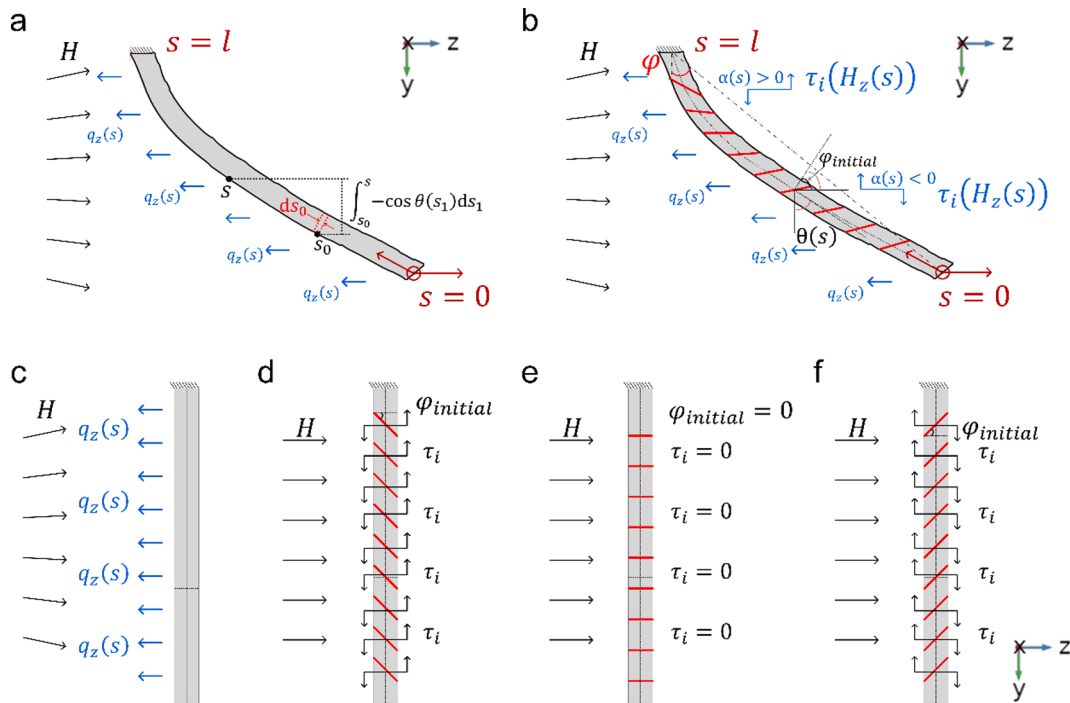 a
H
s = l
x
z
y
q_z(s)
q_z(s)
q_z(s)
s
∫_{s_0}^{s} −cos θ(s_1)ds_1
ds_0
s_0
q_z(s)
q_z(s)
s = 0
b
H
s = l
φ
α(s) > 0
τ_i(H_z(s))
x
z
y
q_z(s)
q_z(s)
q_z(s)
φ_initial
α(s) < 0
τ_i(H_z(s))
θ(s)
q_z(s)
q_z(s)
s = 0
c
H
q_z(s)
q_z(s)
q_z(s)
q_z(s)
d
φ_initial
H
τ_i
τ_i
τ_i
τ_i
e
φ_initial = 0
H
τ_i = 0
τ_i = 0
τ_i = 0
τ_i = 0
f
H
φ_initial
τ_i
τ_i
τ_i
τ_i
x
z
y